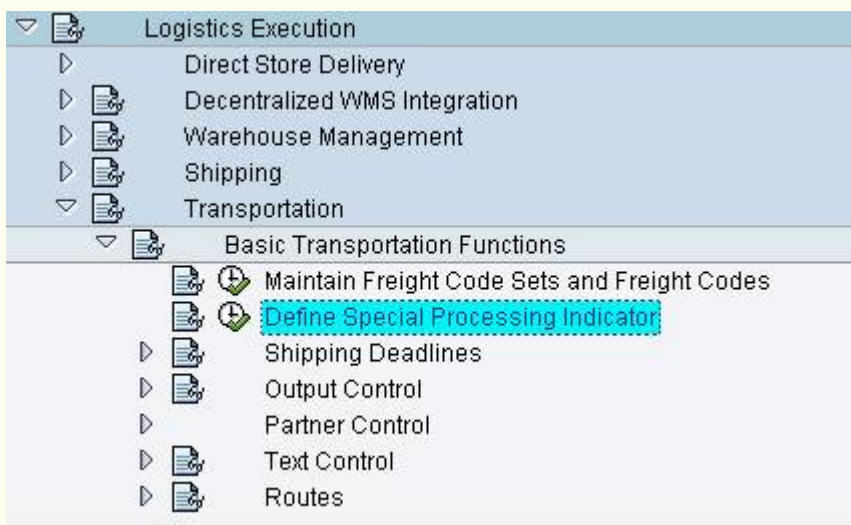 Logistics Execution
Direct Store Delivery
Decentralized WMS Integration
Warehouse Management
Shipping
Transportation
Basic Transportation Functions
Maintain Freight Code Sets and Freight Codes
Define Special Processing Indicator
Shipping Deadlines
Output Control
Partner Control
Text Control
Routes